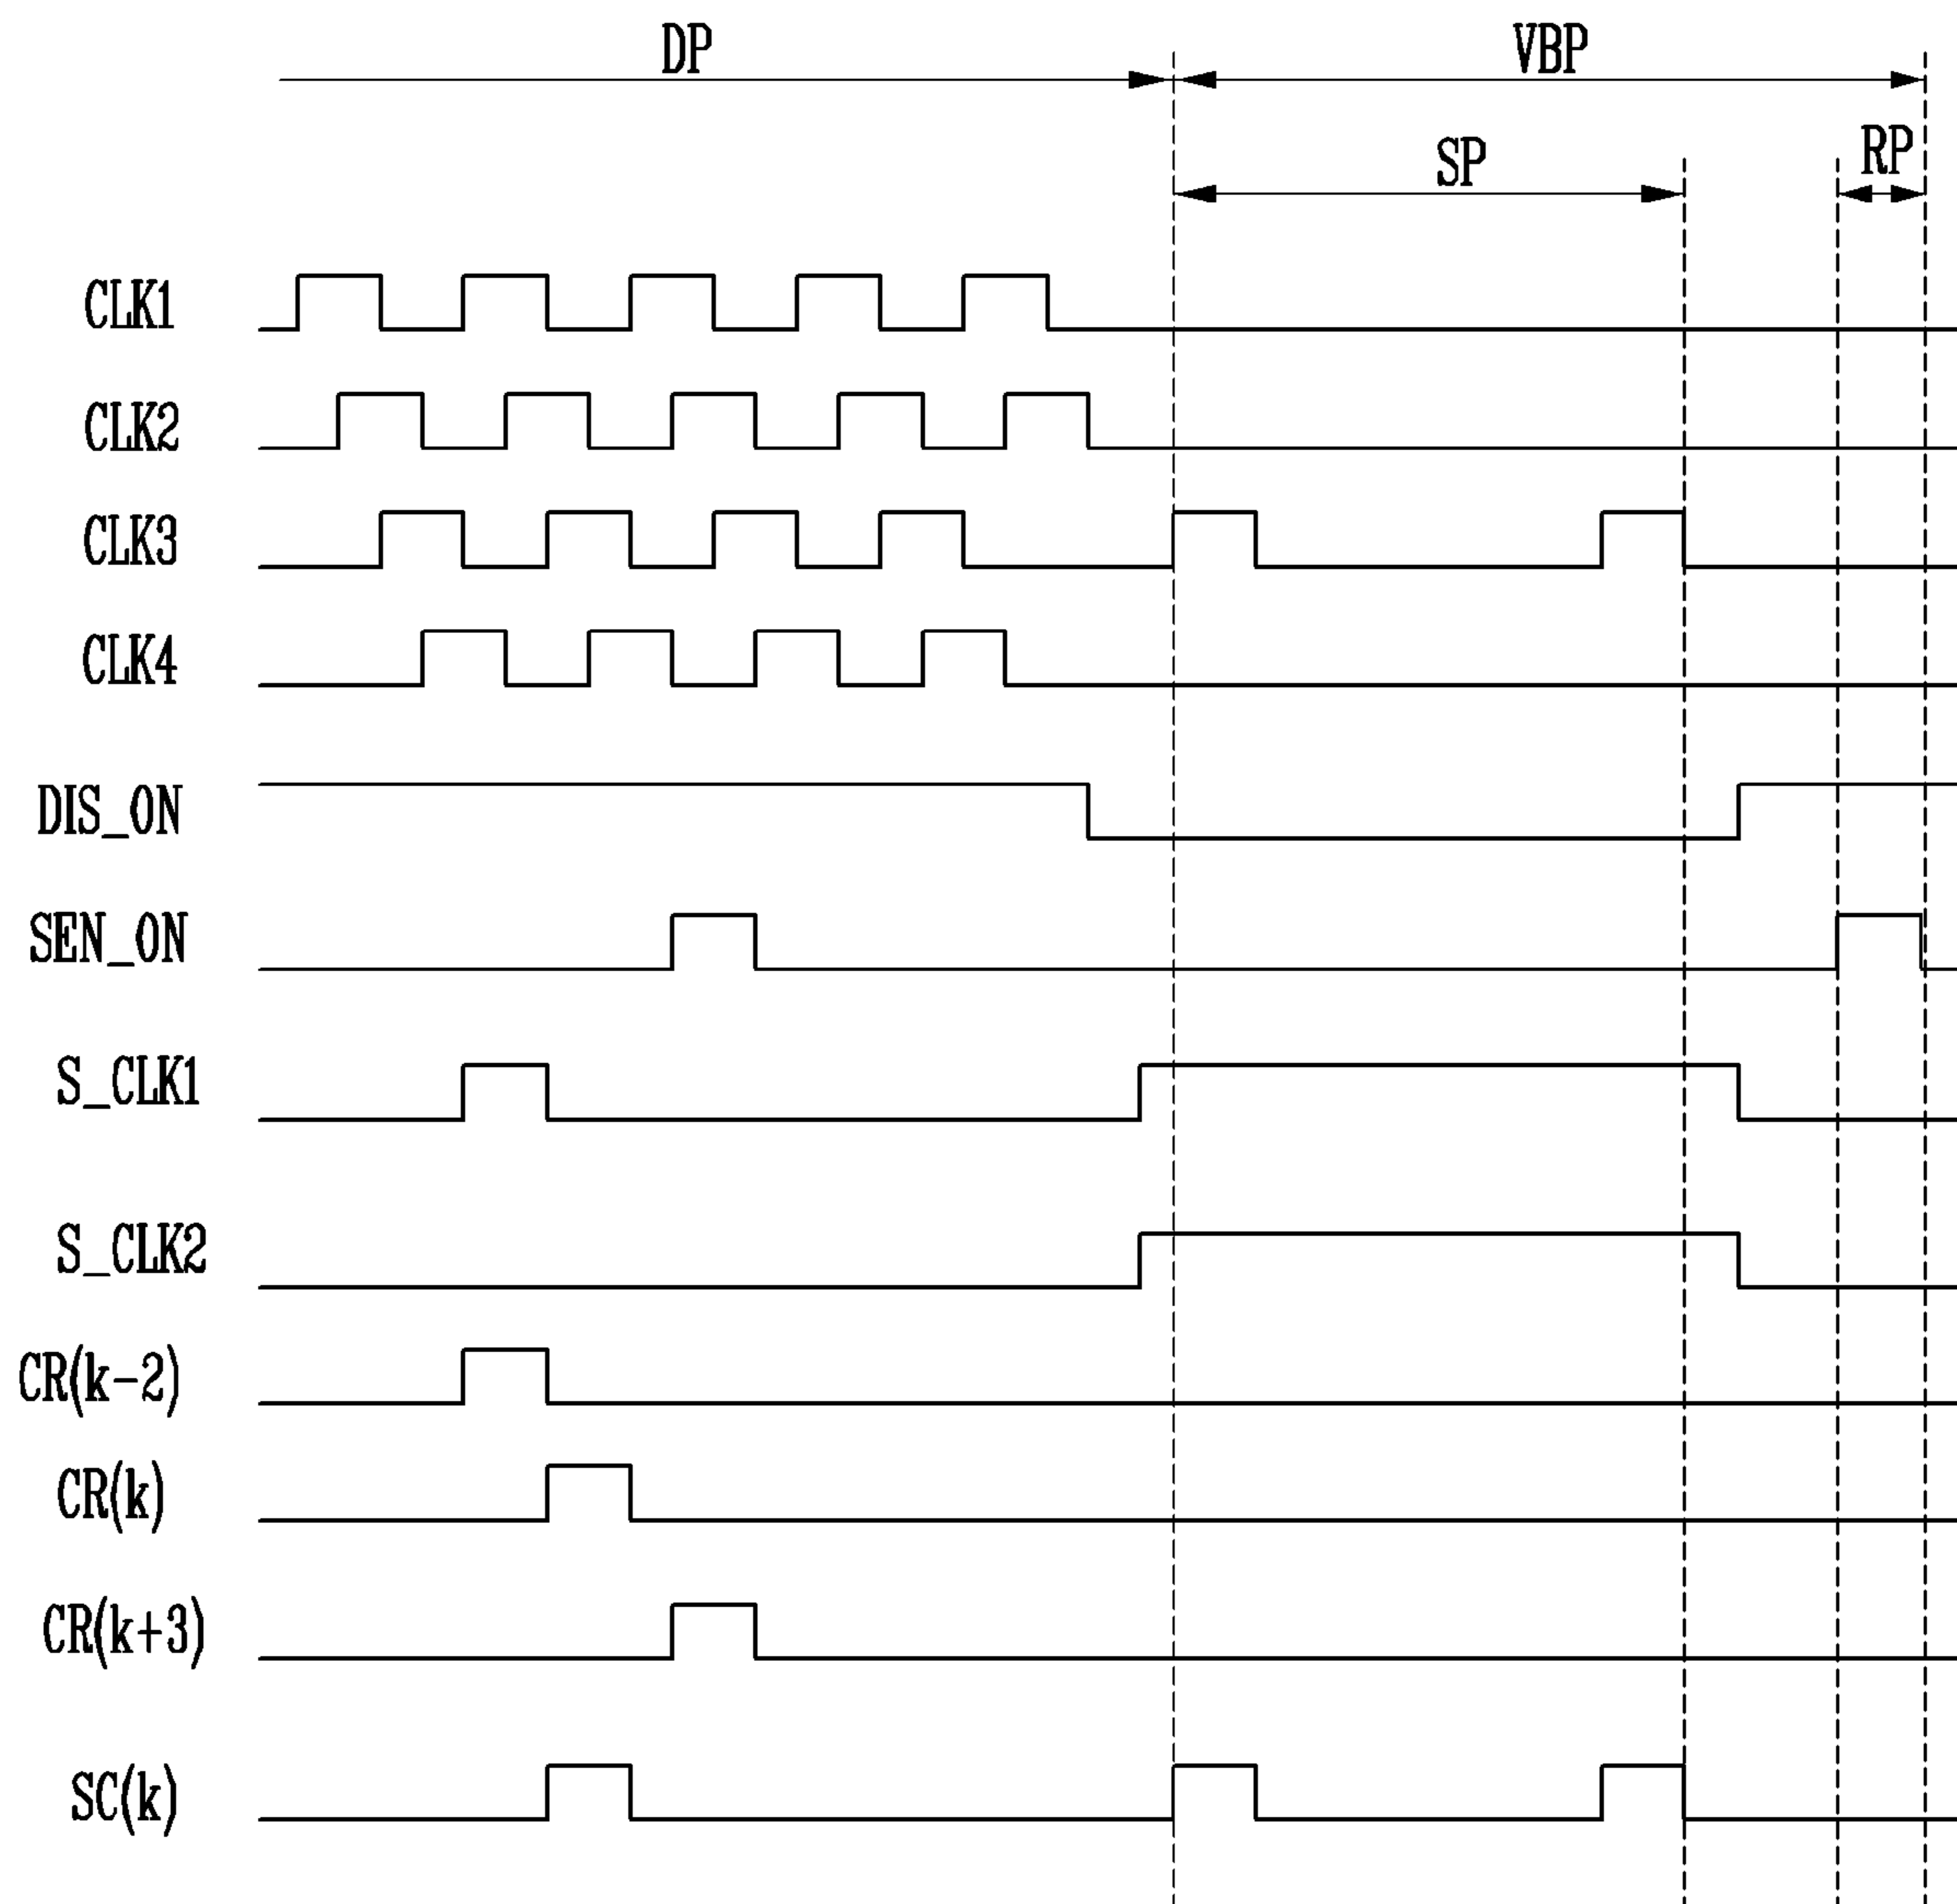 DP VBP
SP RP
CLK1
CLK2
CLK3
CLK4
DIS_ON
SEN_ON
S_CLK1
S_CLK2
CR(k-2)
CR(k)
CR(k+3)
SC(k)